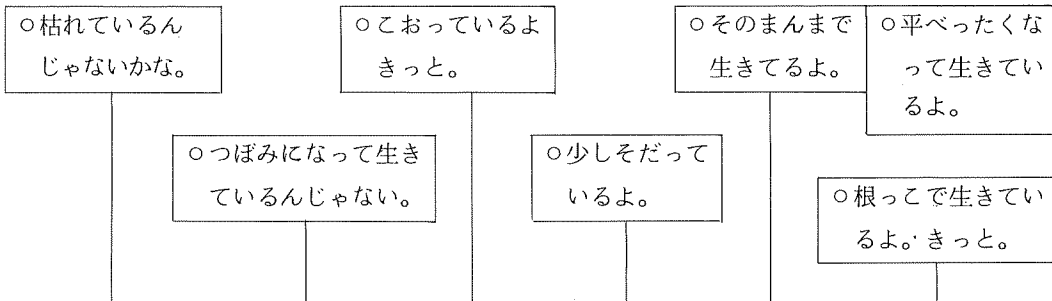 ○枯れているん
じゃないかな。
○つぼみになって生き
ているんじゃない。
○こおっているよ
きっと。
○少しそだって
いるよ。
○そのまんまで
生きてるよ。
○平べったくな
って生きてい
るよ。
○根っこで生きてい
るよ。きっと。